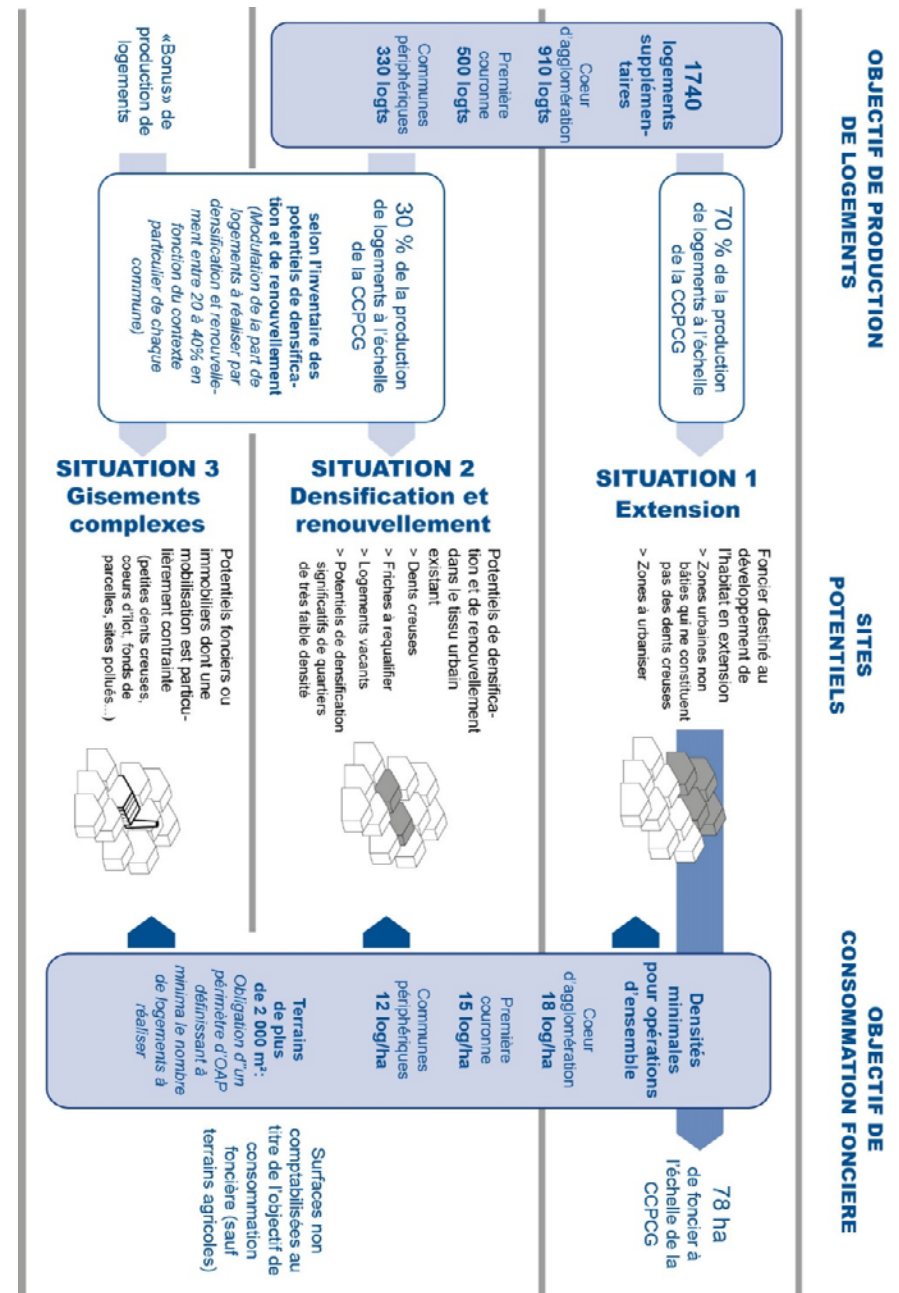 OBJECTIF DE PRODUCTION
DE LOGEMENTS
SITES
POTENTIELS
OBJECTIF DE
CONSOMMATION FONCIERE
1740
logements
supplémen-
taires
Coeur
d'agglomération
910 logts
Première
couronne
500 logts
Communes
périphériques
330 logts
«Bonus» de
production de
logements
70 % de la production
de logements à l'échelle
de la CCPCG
30 % de la production
de logements à l'échelle
de la CCPCG
selon l'inventaire des
potentiels de densifica-
tion et de renouvellement
(Modulation de la part de
logements à réaliser par
densification et renouvelle-
ment entre 20 à 40% en
fonction du contexte
particulier de chaque
commune)
SITUATION 1
Extension
SITUATION 2
Densification et
renouvellement
SITUATION 3
Gisements
complexes
Foncier destiné au
développement de
l'habitat en extension
> Zones urbaines non
bâties qui ne constituent
pas des dents creuses
> Zones à urbaniser
Potentiels de densifica-
tion et de renouvellement
dans le tissu urbain
existant
> Dents creuses
> Friches à requalifier
> Logements vacants
> Potentiels de densification
significatifs de quartiers
de très faible densité
Potentiels fonciers ou
immobiliers dont une
mobilisation est particu-
lièrement contrainte
(petites dents creuses,
coeurs d'îlot, fonds de
parcelles, sites pollués...)
Densités
minimales
pour opérations
d'ensemble
Coeur
d'agglomération
18 log/ha
Première
couronne
15 log/ha
Communes
périphériques
12 log/ha
Terrains
de plus
de 2 000 m²:
Obligation d'un
périmètre d'OAP
définissant à
minima le nombre
de logements à
réaliser
78 ha
de foncier à
l'échelle de la
CCPCG
Surfaces non
comptabilisées au
titre de l'objectif de
consommation
foncière (sauf
terrains agricoles)